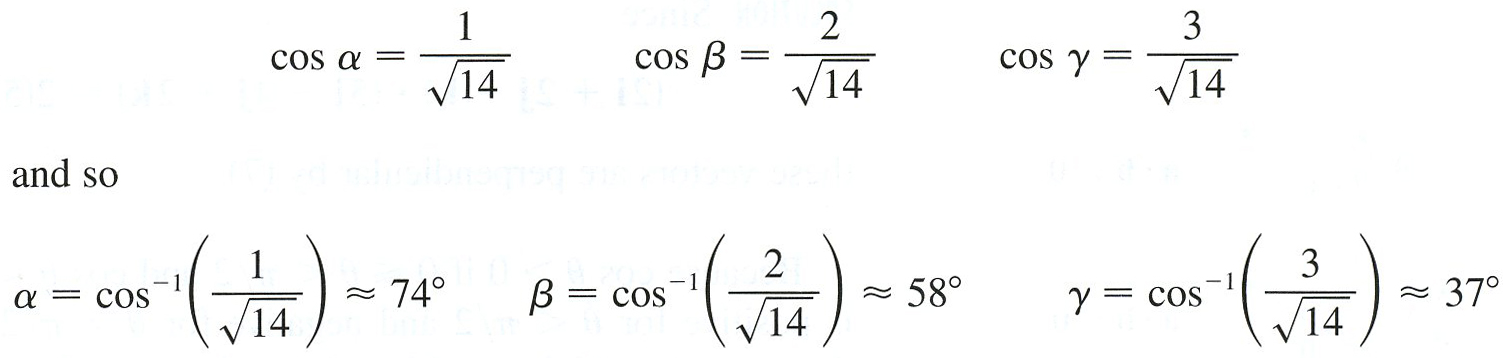 cos α = 1/√14 cos β = 2/√14 cos γ = 3/√14
and so
α = cos⁻¹(1/√14) ≈ 74° β = cos⁻¹(2/√14) ≈ 58° γ = cos⁻¹(3/√14) ≈ 37°